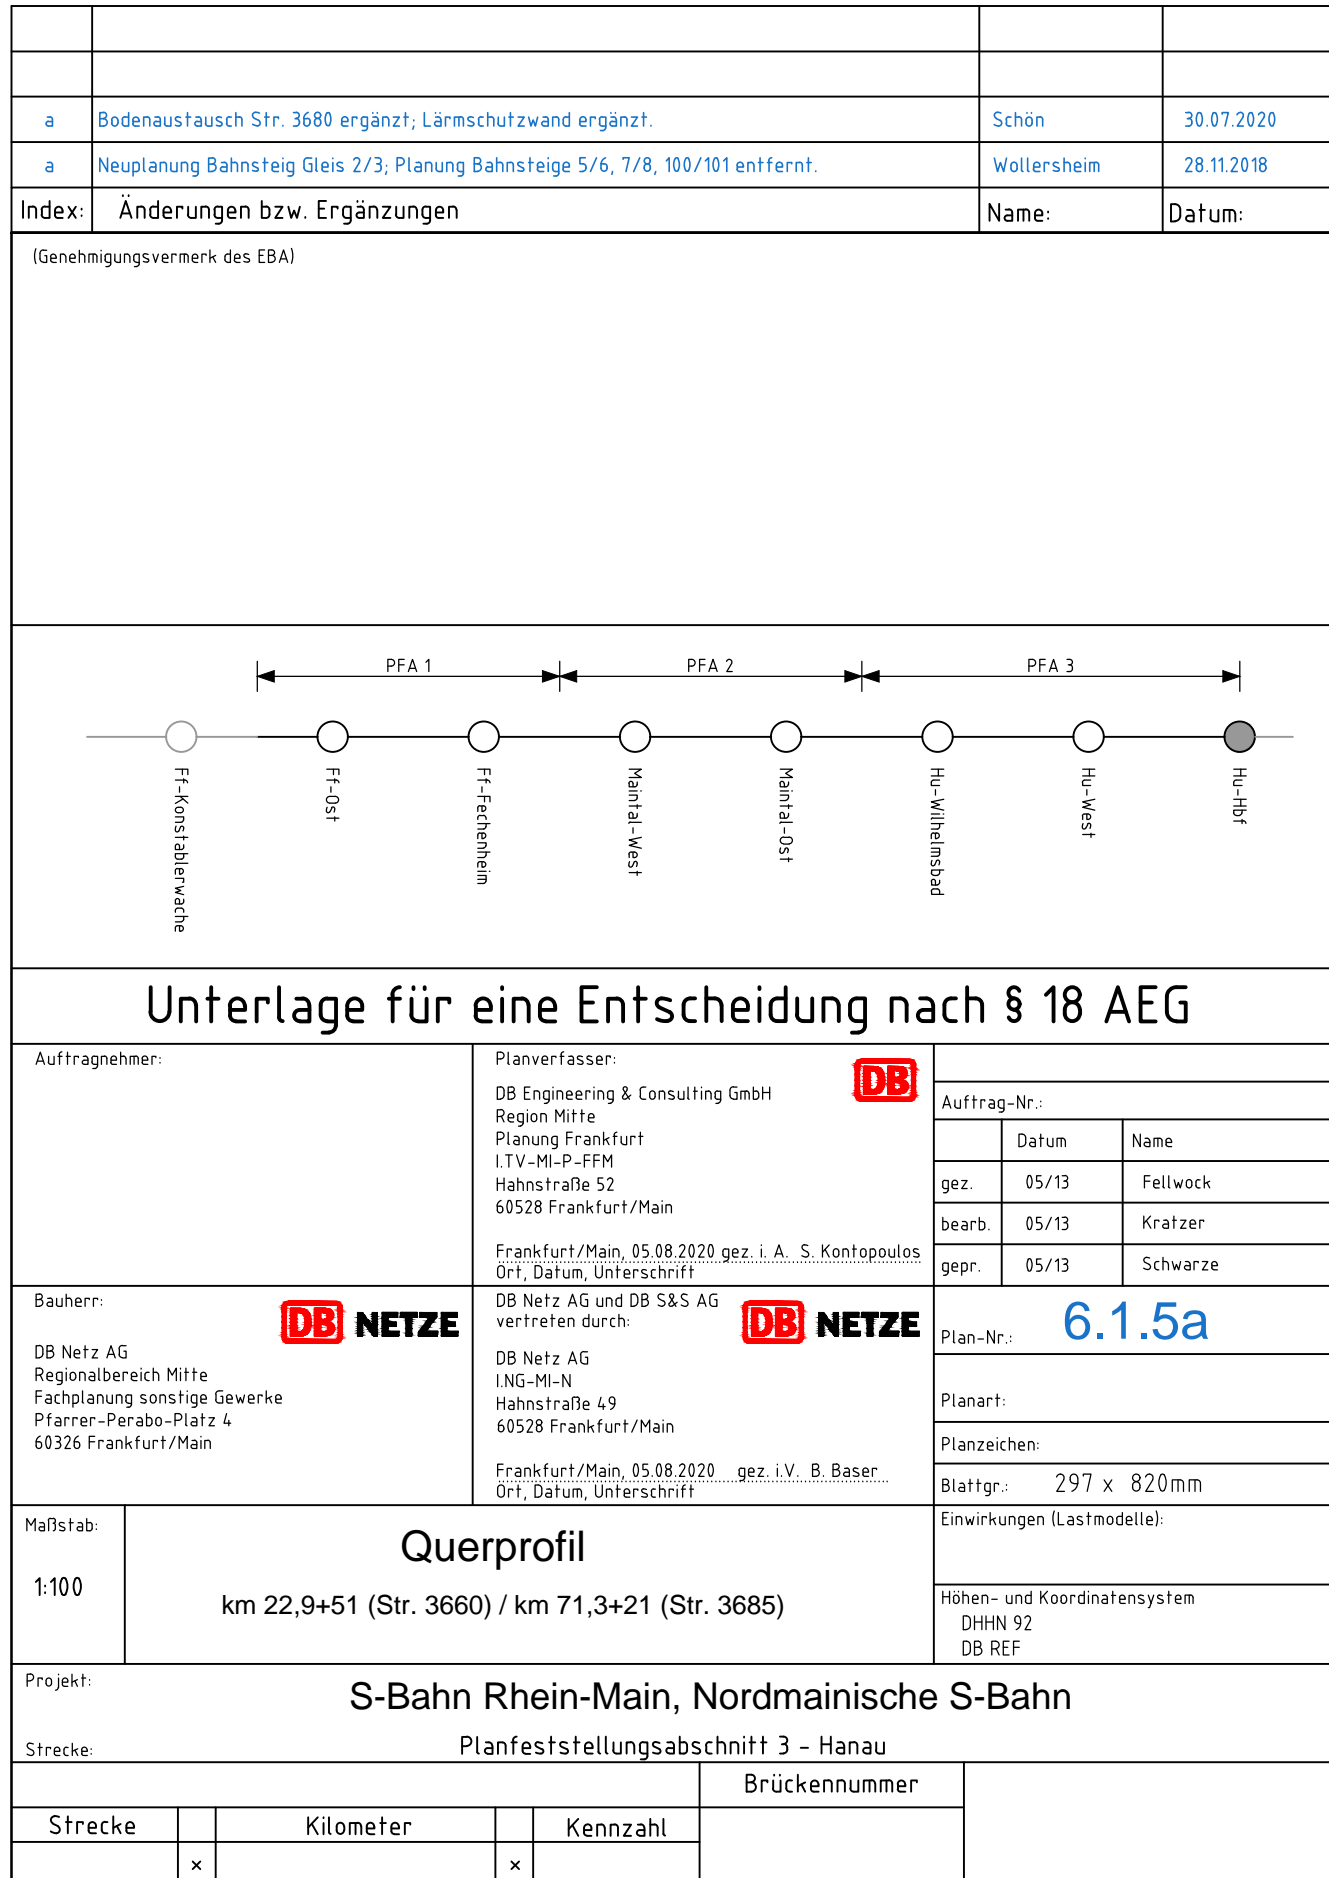 a Bodenaustausch Str. 3680 ergänzt; Lärmschutzwand ergänzt. Schön 30.07.2020
a Neuplanung Bahnsteig Gleis 2/3; Planung Bahnsteige 5/6, 7/8, 100/101 entfernt. Wollersheim 28.11.2018
Index: Änderungen bzw. Ergänzungen Name: Datum:
(Genehmigungsvermerk des EBA)
PFA 1 PFA 2 PFA 3
Ff-Konstablerwache
Ff-Ost
Ff-Fechenheim
Maintal-West
Maintal-Ost
Hu-Wilhelmsbad
Hu-West
Hu-Hbf
Unterlage für eine Entscheidung nach § 18 AEG
Auftragnehmer:
Planverfasser:
DB
DB Engineering & Consulting GmbH
Region Mitte
Planung Frankfurt
I.TV-MI-P-FFM
Hahnstraße 52
60528 Frankfurt/Main
Frankfurt/Main, 05.08.2020 gez. i. A. S. Kontopoulos
Ort, Datum, Unterschrift
Auftrag-Nr.:
Datum Name
gez. 05/13 Fellwock
bearb. 05/13 Kratzer
gepr. 05/13 Schwarze
Bauherr:
DB NETZE
DB Netz AG
Regionalbereich Mitte
Fachplanung sonstige Gewerke
Pfarrer-Perabo-Platz 4
60326 Frankfurt/Main
DB Netz AG und DB S&S AG
vertreten durch:
DB NETZE
DB Netz AG
I.NG-MI-N
Hahnstraße 49
60528 Frankfurt/Main
Frankfurt/Main, 05.08.2020 gez. i.V. B. Baser
Ort, Datum, Unterschrift
Plan-Nr.: 6.1.5a
Planart:
Planzeichen:
Blattgr.: 297 x 820mm
Maßstab:
1:100
Querprofil
km 22,9+51 (Str. 3660) / km 71,3+21 (Str. 3685)
Einwirkungen (Lastmodelle):
Höhen- und Koordinatensystem
DHHN 92
DB REF
Projekt:
S-Bahn Rhein-Main, Nordmainische S-Bahn
Strecke: Planfeststellungsabschnitt 3 - Hanau
Brückennummer
Strecke Kilometer Kennzahl
x x